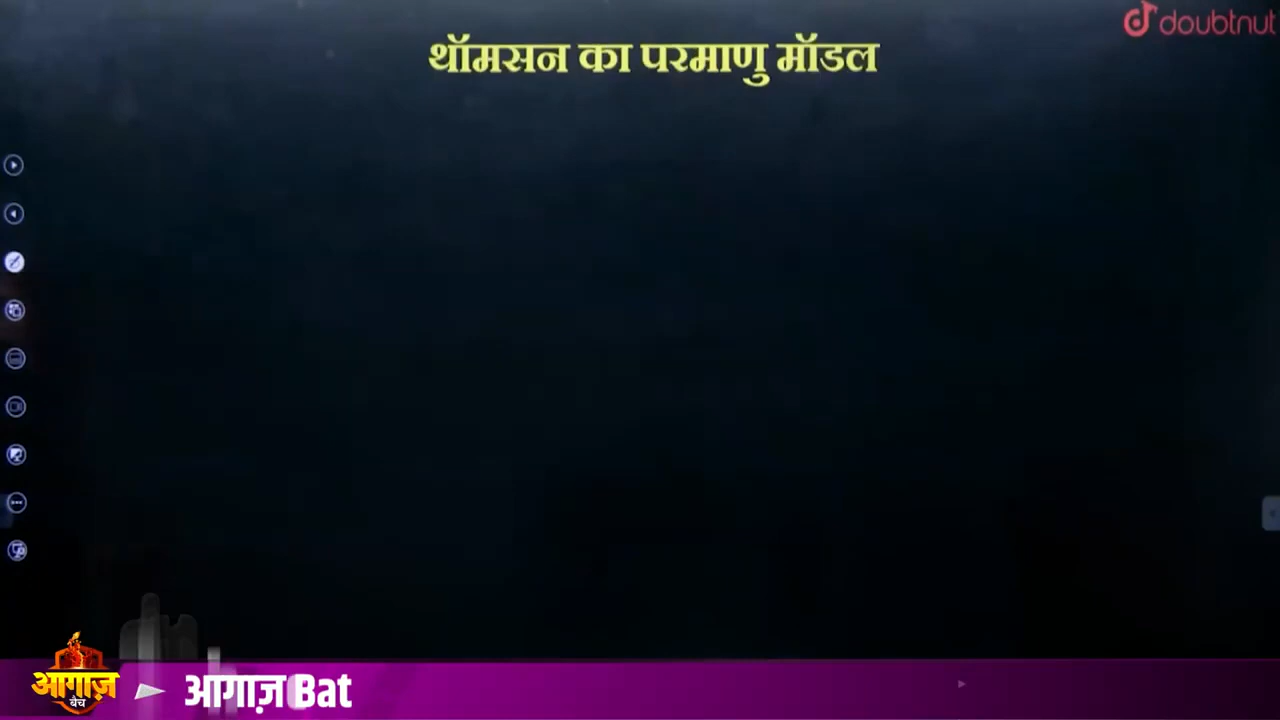 doubtnut
थॉमसन का परमाणु मॉडल
आगाज़
बैच
आगाज़ Bat